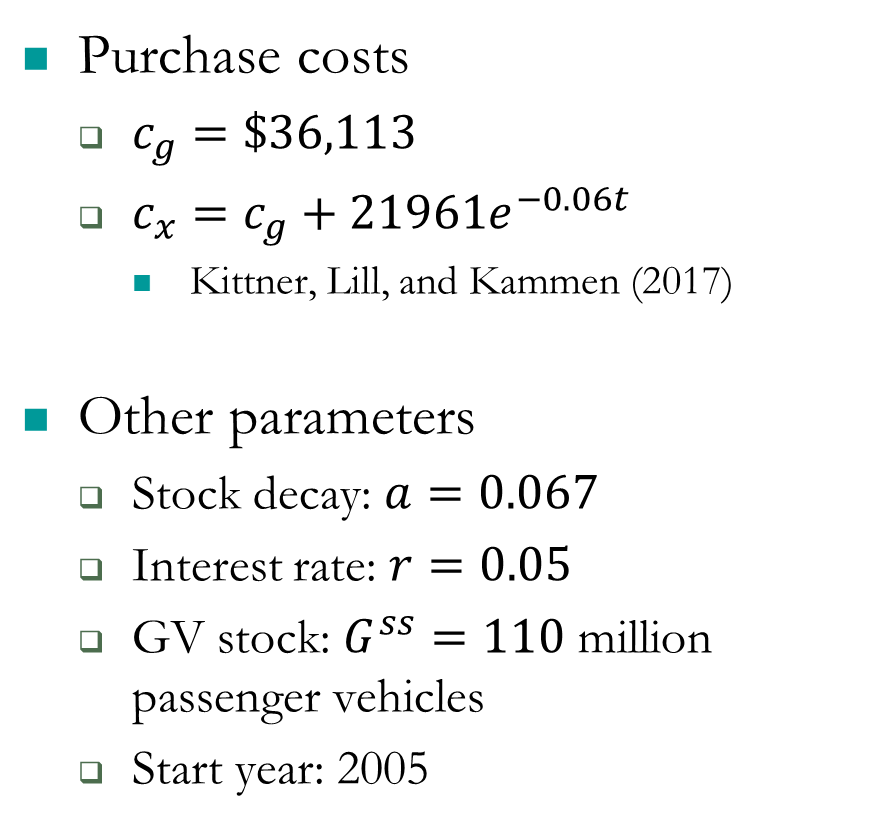 Purchase costs
c_g = $36,113
c_x = c_g + 21961e^{-0.06t}
Kittner, Lill, and Kammen (2017)
Other parameters
Stock decay: a = 0.067
Interest rate: r = 0.05
GV stock: G^{ss} = 110 million
passenger vehicles
Start year: 2005